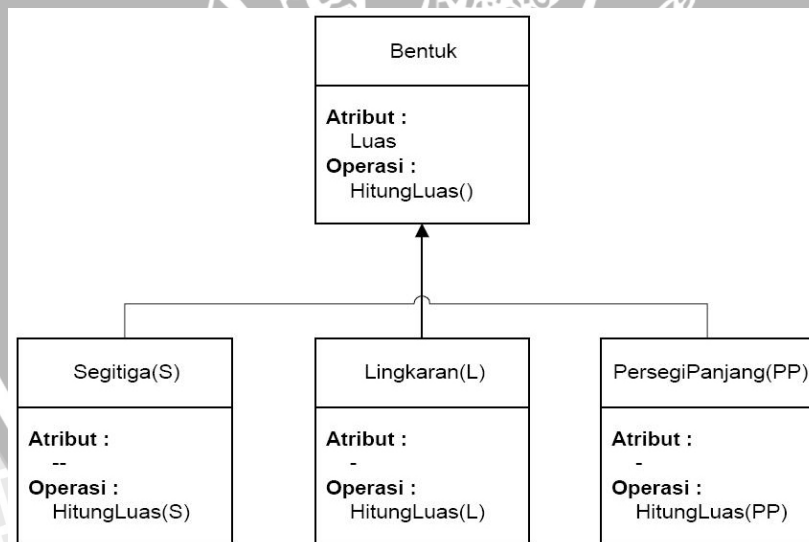 Bentuk
Atribut :
Luas
Operasi :
HitungLuas()
Segitiga(S)
Atribut :
--
Operasi :
HitungLuas(S)
Lingkaran(L)
Atribut :
-
Operasi :
HitungLuas(L)
PersegiPanjang(PP)
Atribut :
-
Operasi :
HitungLuas(PP)